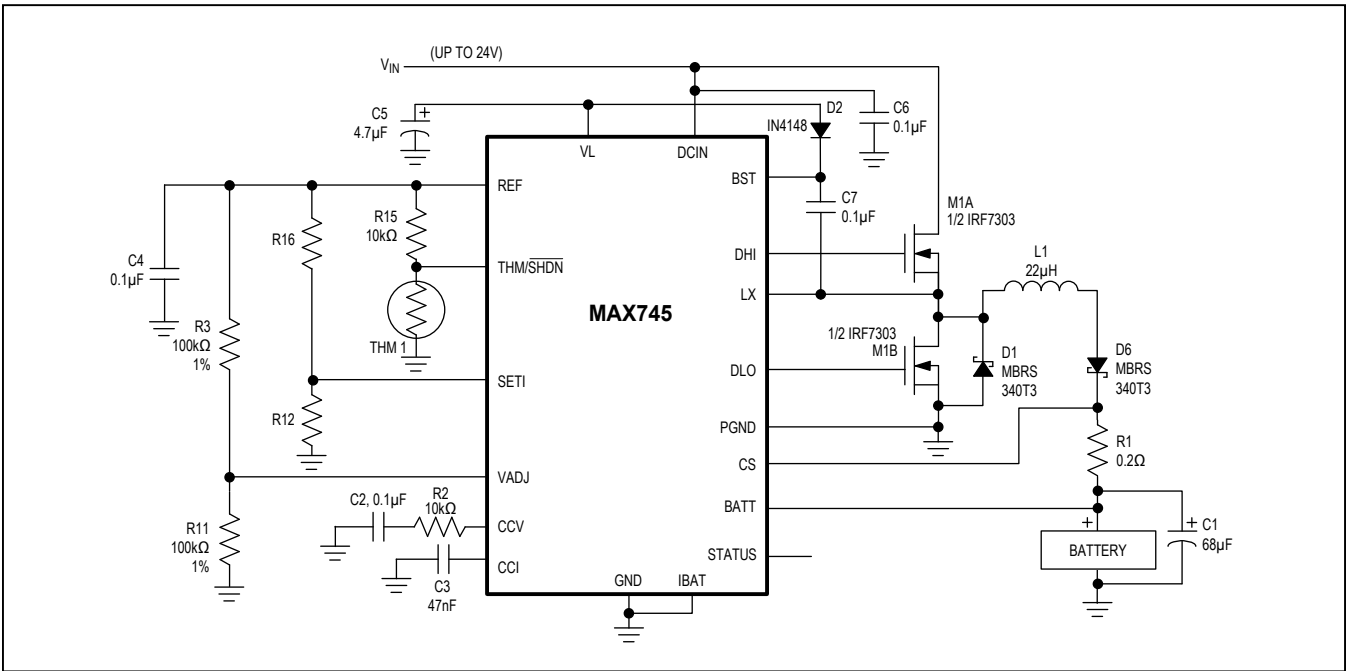 (UP TO 24V)
VIN
C5
4.7µF
+
D2
IN4148
C6
0.1µF
VL
DCIN
REF
BST
C7
0.1µF
M1A
1/2 IRF7303
R15
10kΩ
R16
C4
0.1µF
THM/SHDN
DHI
L1
22µH
LX
MAX745
R3
100kΩ
1%
THM 1
1/2 IRF7303
M1B
D1
MBRS
340T3
D6
MBRS
340T3
SETI
DLO
R12
PGND
R1
0.2Ω
CS
VADJ
C2, 0.1µF
R2
10kΩ
BATT
R11
100kΩ
1%
CCV
+
+
C1
68µF
BATTERY
STATUS
CCI
C3
47nF
GND
IBAT